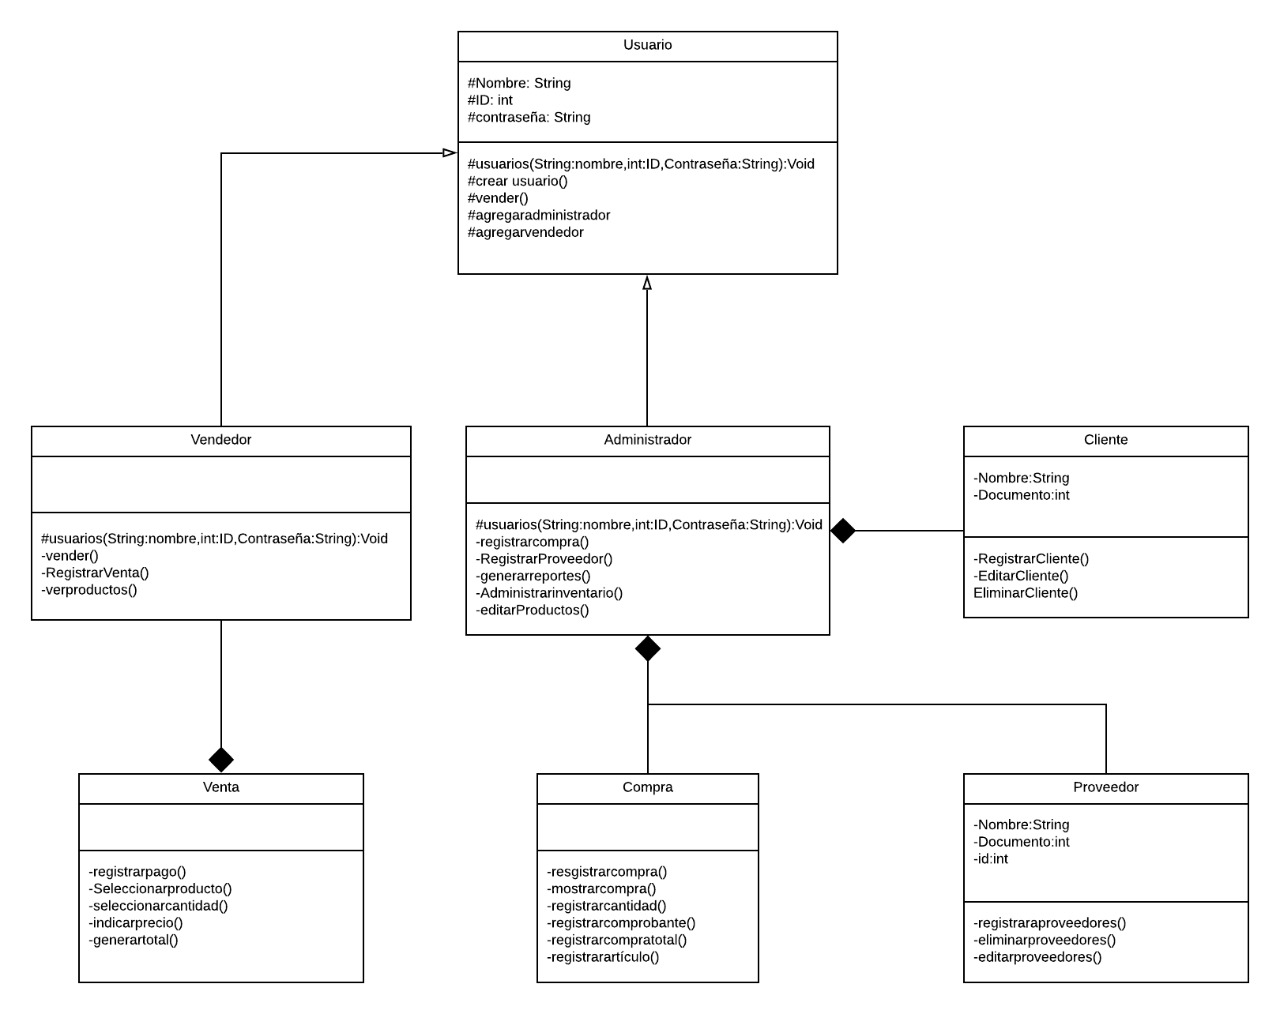 Usuario
#Nombre: String
#ID: int
#contraseña: String
#usuarios(String:nombre,int:ID,Contraseña:String):Void
#crear usuario()
#vender()
#agregaradministrador
#agregarvendedor
Vendedor
#usuarios(String:nombre,int:ID,Contraseña:String):Void
-vender()
-RegistrarVenta()
-verproductos()
Administrador
#usuarios(String:nombre,int:ID,Contraseña:String):Void
-registrarcompra()
-RegistrarProveedor()
-generarreportes()
-Administrarinventario()
-editarProductos()
Cliente
-Nombre:String
-Documento:int
-RegistrarCliente()
-EditarCliente()
EliminarCliente()
Venta
-registrarpago()
-Seleccionarproducto()
-seleccionarcantidad()
-indicarprecio()
-generartotal()
Compra
-resgistrarcompra()
-mostrarcompra()
-registrarcantidad()
-registrarcomprobante()
-registrarcompratotal()
-registrarartículo()
Proveedor
-Nombre:String
-Documento:int
-id:int
-registraraproveedores()
-eliminarproveedores()
-editarproveedores()